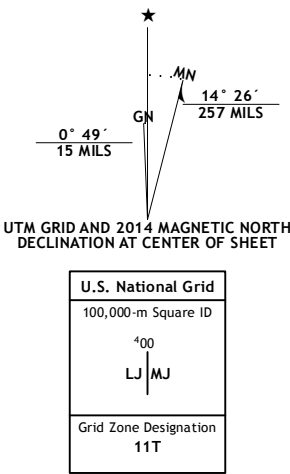 ★
MN
GN
14° 26´
257 MILS
0° 49´
15 MILS
UTM GRID AND 2014 MAGNETIC NORTH
DECLINATION AT CENTER OF SHEET
U.S. National Grid
100,000-m Square ID
⁴00
LJ MJ
Grid Zone Designation
11T